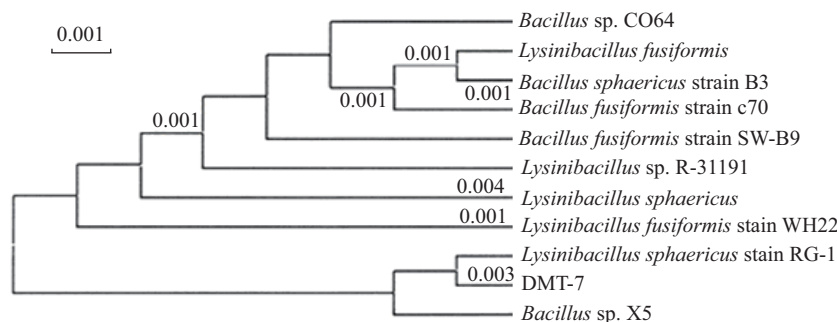 Bacillus sp. CO64
0.001
Lysinibacillus fusiformis
0.001
Bacillus sphaericus strain B3
0.001
0.001
Bacillus fusiformis strain c70
0.001
Bacillus fusiformis strain SW-B9
Lysinibacillus sp. R-31191
0.004
Lysinibacillus sphaericus
0.001
Lysinibacillus fusiformis stain WH22
Lysinibacillus sphaericus stain RG-1
0.003
DMT-7
Bacillus sp. X5